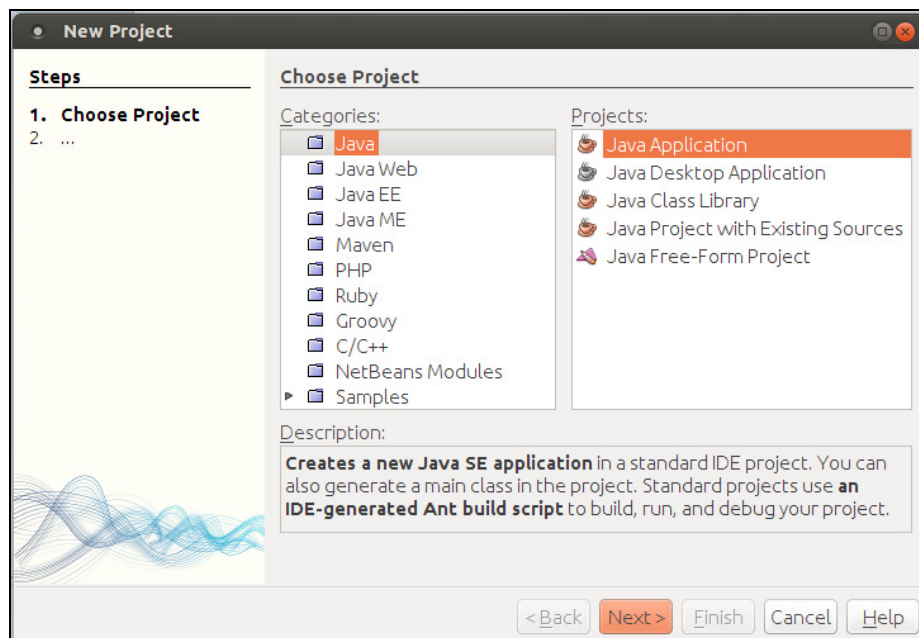 New Project
Steps
1. Choose Project
2. ...
Choose Project
Categories:
Java
Java Web
Java EE
Java ME
Maven
PHP
Ruby
Groovy
C/C++
NetBeans Modules
Samples
Projects:
Java Application
Java Desktop Application
Java Class Library
Java Project with Existing Sources
Java Free-Form Project
Description:
Creates a new Java SE application in a standard IDE project. You can
also generate a main class in the project. Standard projects use an
IDE-generated Ant build script to build, run, and debug your project.
< Back Next > Finish Cancel Help